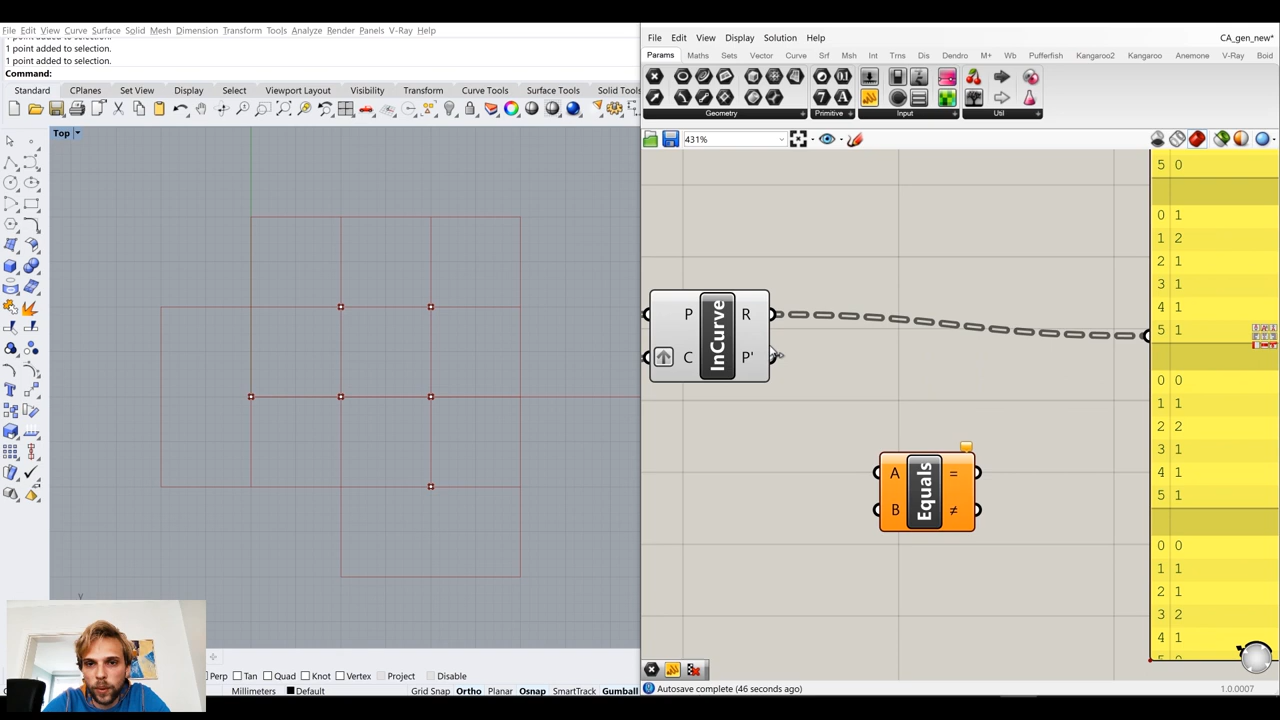 File Edit View Curve Surface Solid Mesh Dimension Transform Tools Analyze Render Panels V-Ray Help
1 point added to selection.
1 point added to selection.
Command:
Standard CPlanes Set View Display Select Viewport Layout Visibility Transform Curve Tools Surface Tools Solid Tools
Top
y
Perp Tan Quad Knot Vertex Project Disable
Millimeters Default Grid Snap Ortho Planar Osnap SmartTrack Gumball
File Edit View Display Solution Help CA_gen_new*
Params Maths Sets Vector Curve Srf Msh Int Trns Dis Dendro M+ Wb Pufferfish Kangaroo2 Kangaroo Anemone V-Ray Boid
Geometry Primitive Input Util
431%
P R
InCurve
C P'
A =
Equals
B ≠
5 0
0 1
1 2
2 1
3 1
4 1
5 1
0 0
1 1
2 2
3 1
4 1
5 1
0 0
1 1
2 1
3 2
4 1
Autosave complete (46 seconds ago) 1.0.0007